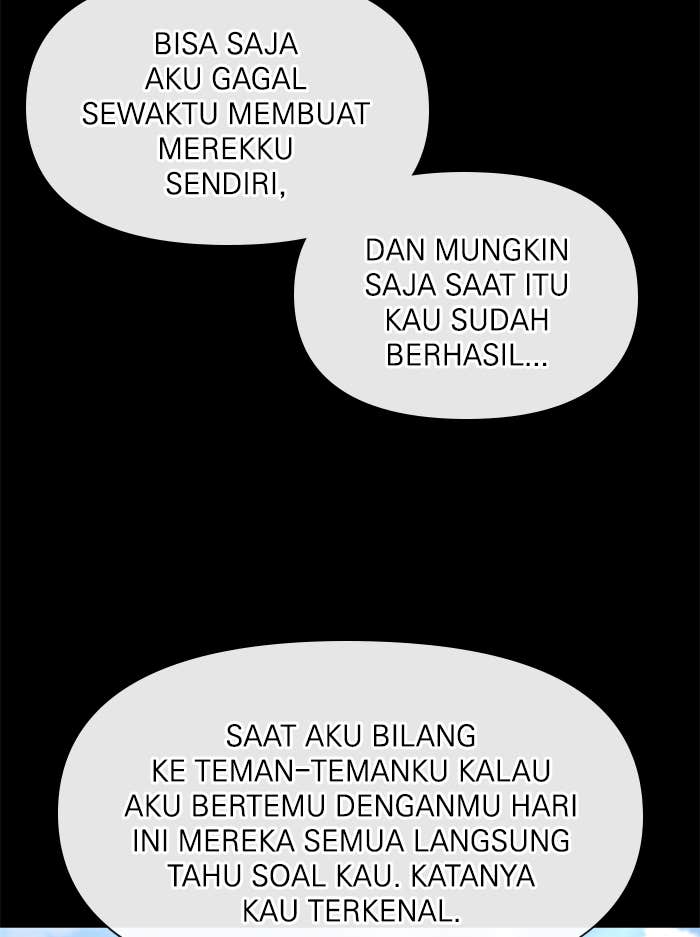 BISA SAJA
AKU GAGAL
SEWAKTU MEMBUAT
MEREKKU
SENDIRI,
DAN MUNGKIN
SAJA SAAT ITU
KAU SUDAH
BERHASIL...
SAAT AKU BILANG
KE TEMAN-TEMANKU KALAU
AKU BERTEMU DENGANMU HARI
INI MEREKA SEMUA LANGSUNG
TAHU SOAL KAU. KATANYA
KAU TERKENAL.